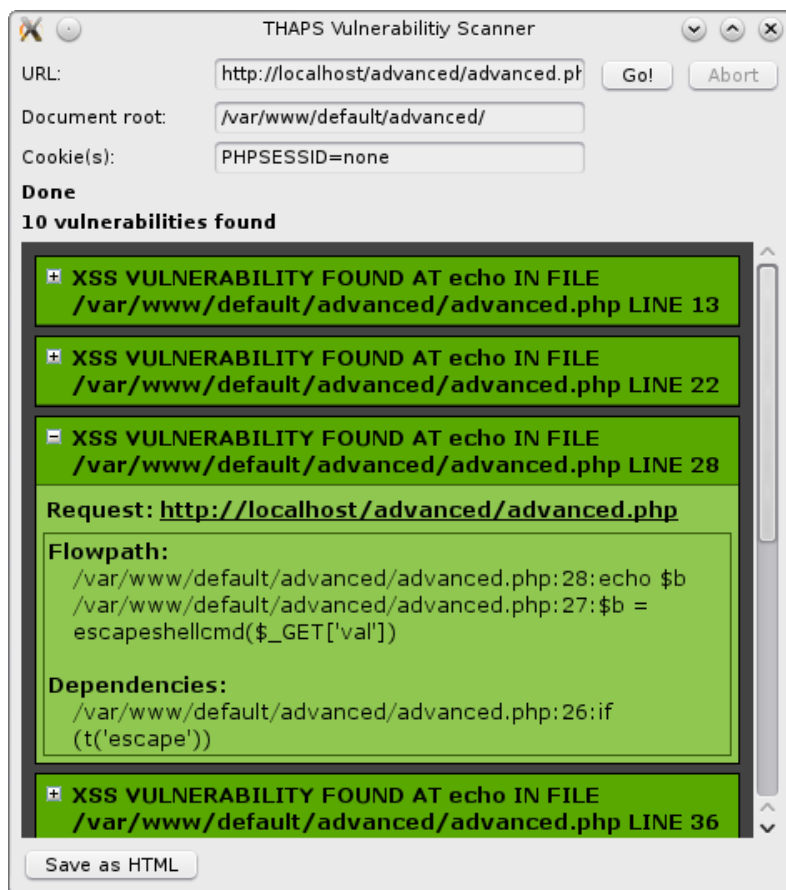 THAPS Vulnerabilitiy Scanner
URL: http://localhost/advanced/advanced.ph Go! Abort
Document root: /var/www/default/advanced/
Cookie(s): PHPSESSID=none
Done
10 vulnerabilities found
XSS VULNERABILITY FOUND AT echo IN FILE
/var/www/default/advanced/advanced.php LINE 13
XSS VULNERABILITY FOUND AT echo IN FILE
/var/www/default/advanced/advanced.php LINE 22
XSS VULNERABILITY FOUND AT echo IN FILE
/var/www/default/advanced/advanced.php LINE 28
Request: http://localhost/advanced/advanced.php
Flowpath:
/var/www/default/advanced/advanced.php:28:echo $b
/var/www/default/advanced/advanced.php:27:$b =
escapeshellcmd($_GET['val'])
Dependencies:
/var/www/default/advanced/advanced.php:26:if
(t('escape'))
XSS VULNERABILITY FOUND AT echo IN FILE
/var/www/default/advanced/advanced.php LINE 36
Save as HTML